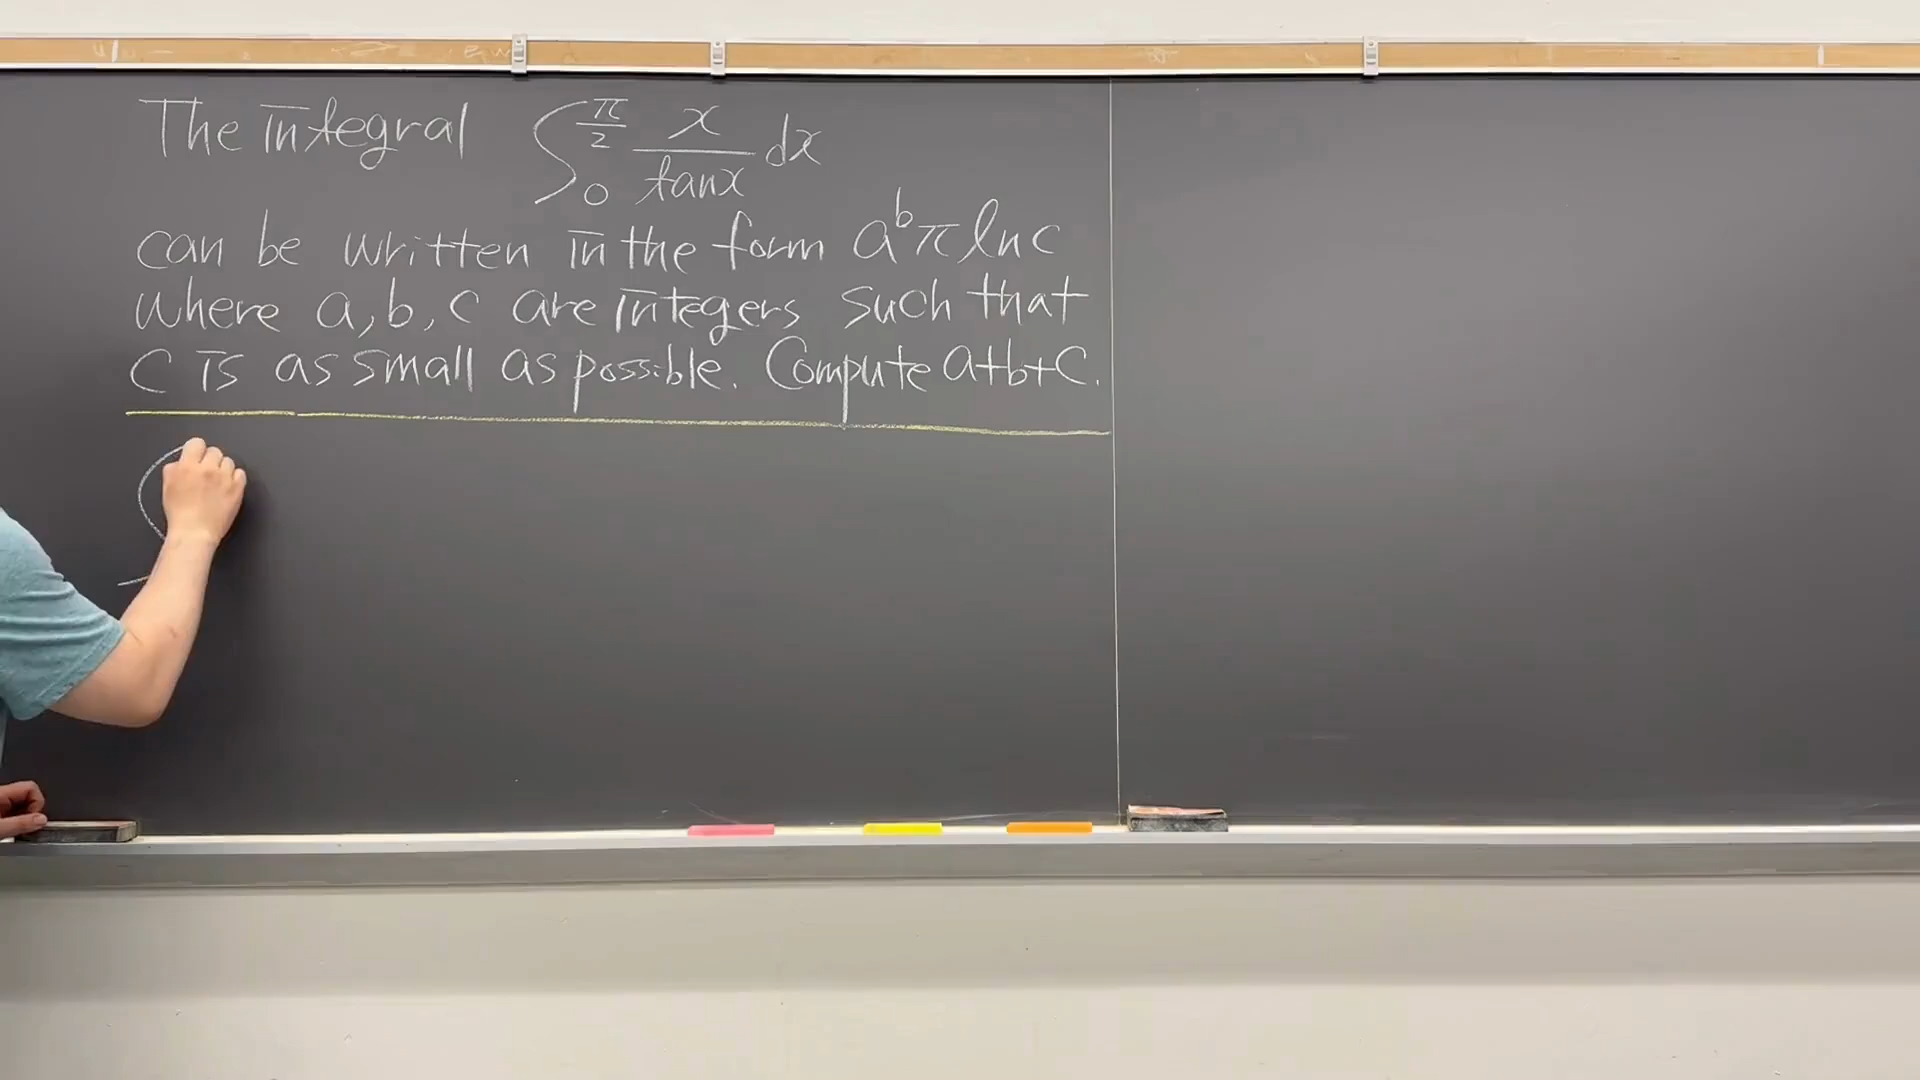 The integral ∫₀^{π/2} x/tanx dx
can be written in the form a^b π ln c
where a, b, c are integers such that
c is as small as possible. Compute a+b+c.